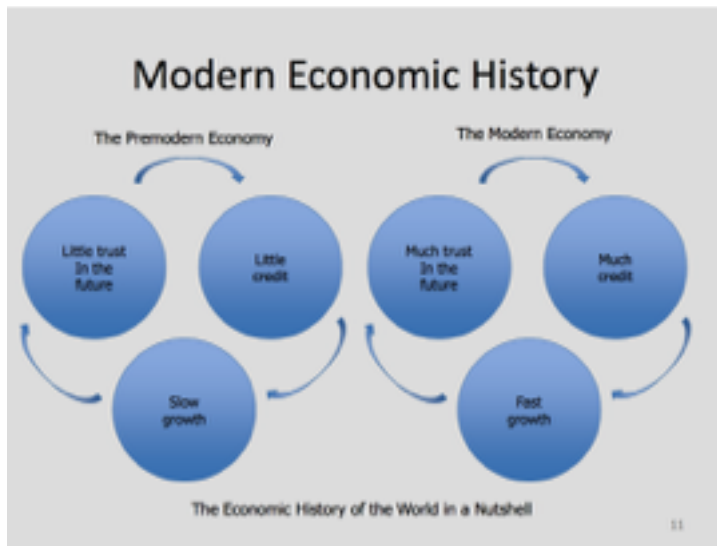 Modern Economic History
The Premodern Economy
Little trust
In the
future
Little
credit
Slow
growth
The Modern Economy
Much trust
In the
future
Much
credit
Fast
growth
The Economic History of the World in a Nutshell
11